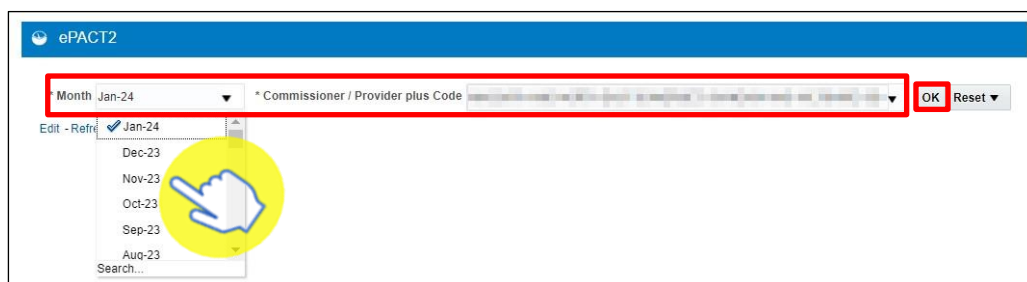 ePACT2
* Month Jan-24 * Commissioner / Provider plus Code OK Reset
Edit - Refre
Jan-24
Dec-23
Nov-23
Oct-23
Sep-23
Aug-23
Search...